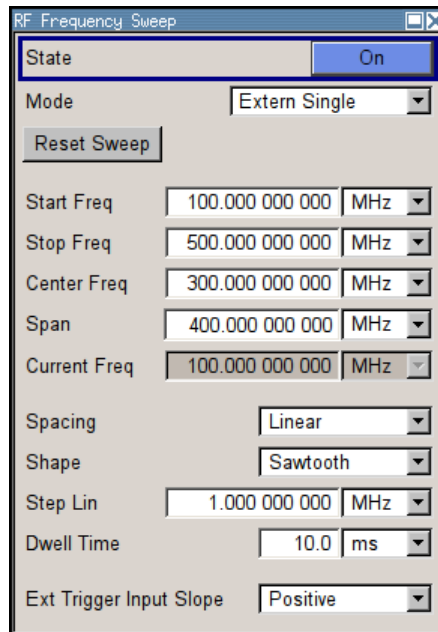 RF Frequency Sweep
State On
Mode Extern Single
Reset Sweep
Start Freq 100.000 000 000 MHz
Stop Freq 500.000 000 000 MHz
Center Freq 300.000 000 000 MHz
Span 400.000 000 000 MHz
Current Freq 100.000 000 000 MHz
Spacing Linear
Shape Sawtooth
Step Lin 1.000 000 000 MHz
Dwell Time 10.0 ms
Ext Trigger Input Slope Positive